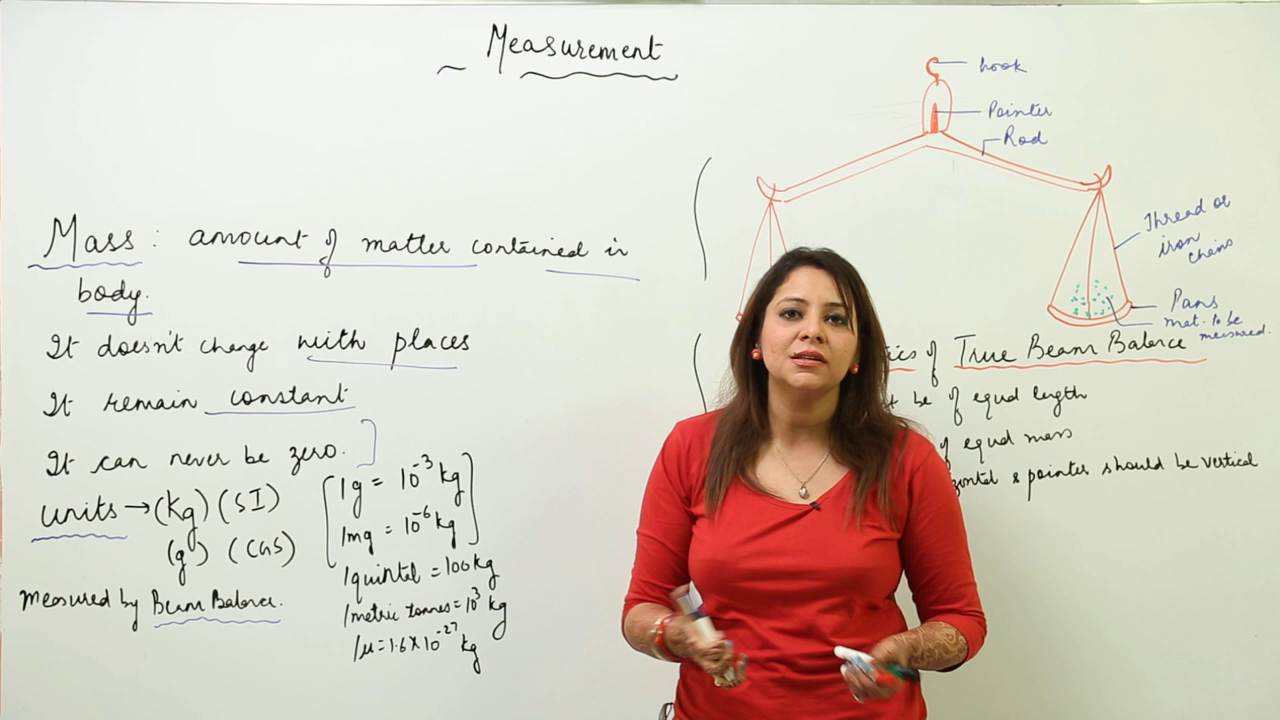 Measurement
Mass: amount of matter contained in
body.
It doesn't change with places
It remain constant
It can never be zero.
units → (Kg) (SI)
(g) (CGS)
measured by Beam Balance.
1g = 10⁻³ kg
1mg = 10⁻⁶ kg
1quintel = 100kg
1metric tonnes = 10³ kg
1u = 1.6 x 10⁻²⁷ kg
hook
Pointer
Rod
Thread or
iron
chains
Pans
mat. to be
measured.
of True Beam Balance
be of equal length
of equal mass
& pointer should be vertical